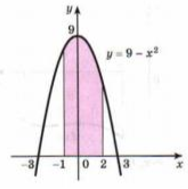 y
9
y = 9 − x²
−3 −1 0 2 3 x